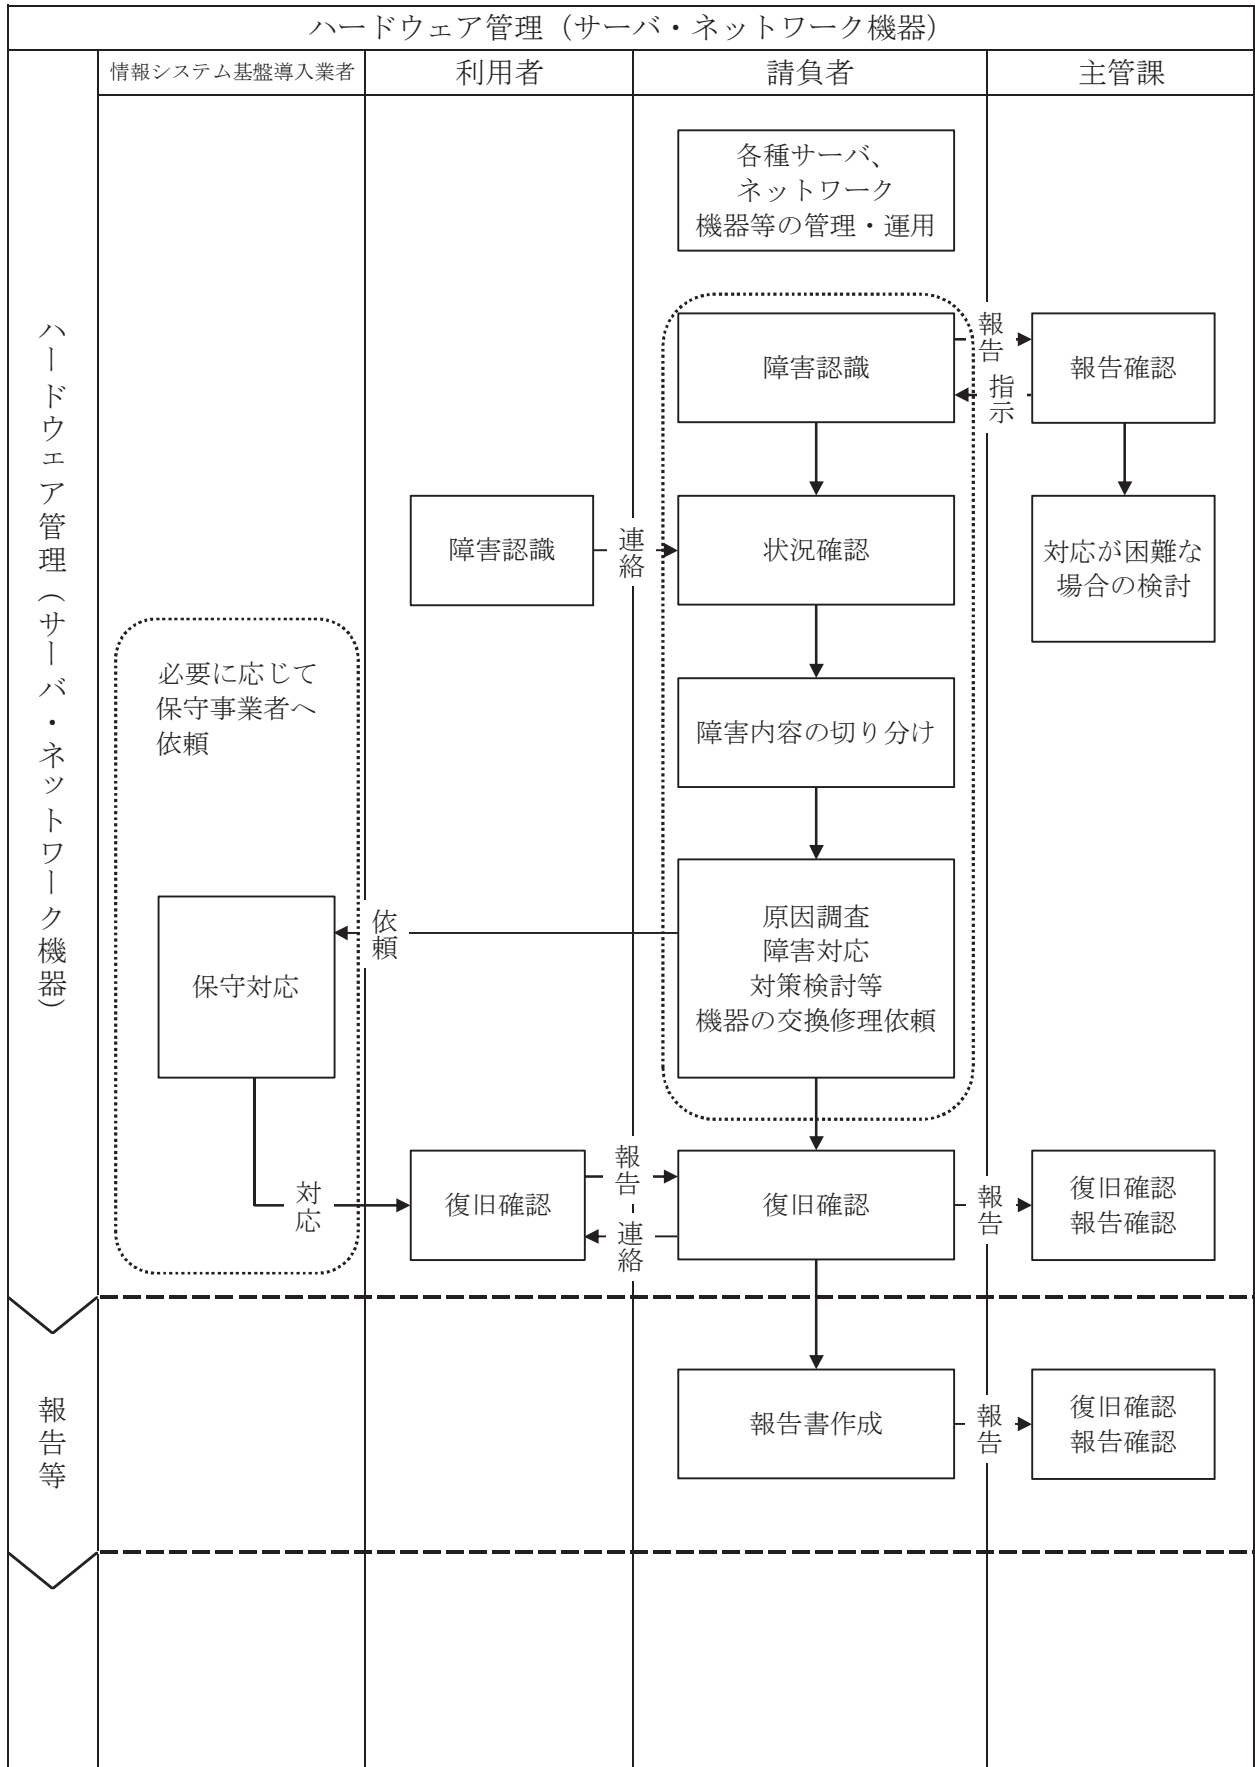 ハードウェア管理（サーバ・ネットワーク機器）
情報システム基盤導入業者
利用者
請負者
主管課
ハードウェア管理（サーバ・ネットワーク機器）
各種サーバ、
ネットワーク
機器等の管理・運用
障害認識
報告
指示
報告確認
障害認識
連絡
状況確認
対応が困難な
場合の検討
必要に応じて
保守事業者へ
依頼
障害内容の切り分け
保守対応
依頼
原因調査
障害対応
対策検討等
機器の交換修理依頼
対応
復旧確認
報告
連絡
復旧確認
報告
復旧確認
報告確認
報告等
報告書作成
報告
復旧確認
報告確認